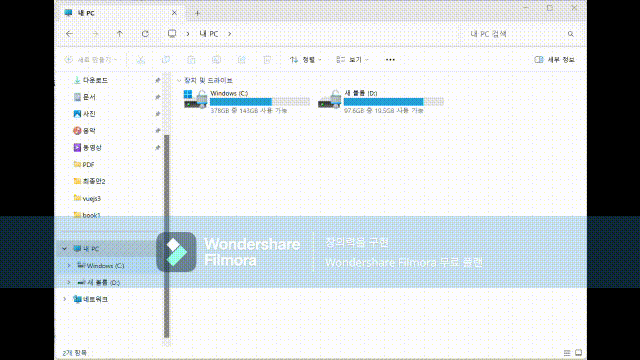 내 PC
내 PC
내 PC 검색
새로 만들기
정렬
보기
세부 정보
다운로드
문서
사진
음악
동영상
PDF
최종안2
vuejs3
book1
내 PC
Windows (C:)
새 볼륨 (D:)
네트워크
장치 및 드라이브
Windows (C:)
378GB 중 143GB 사용 가능
새 볼륨 (D:)
97.6GB 중 19.5GB 사용 가능
Wondershare
Filmora
창의력을 구현
Wondershare Filmora 무료 플랜
2개 항목